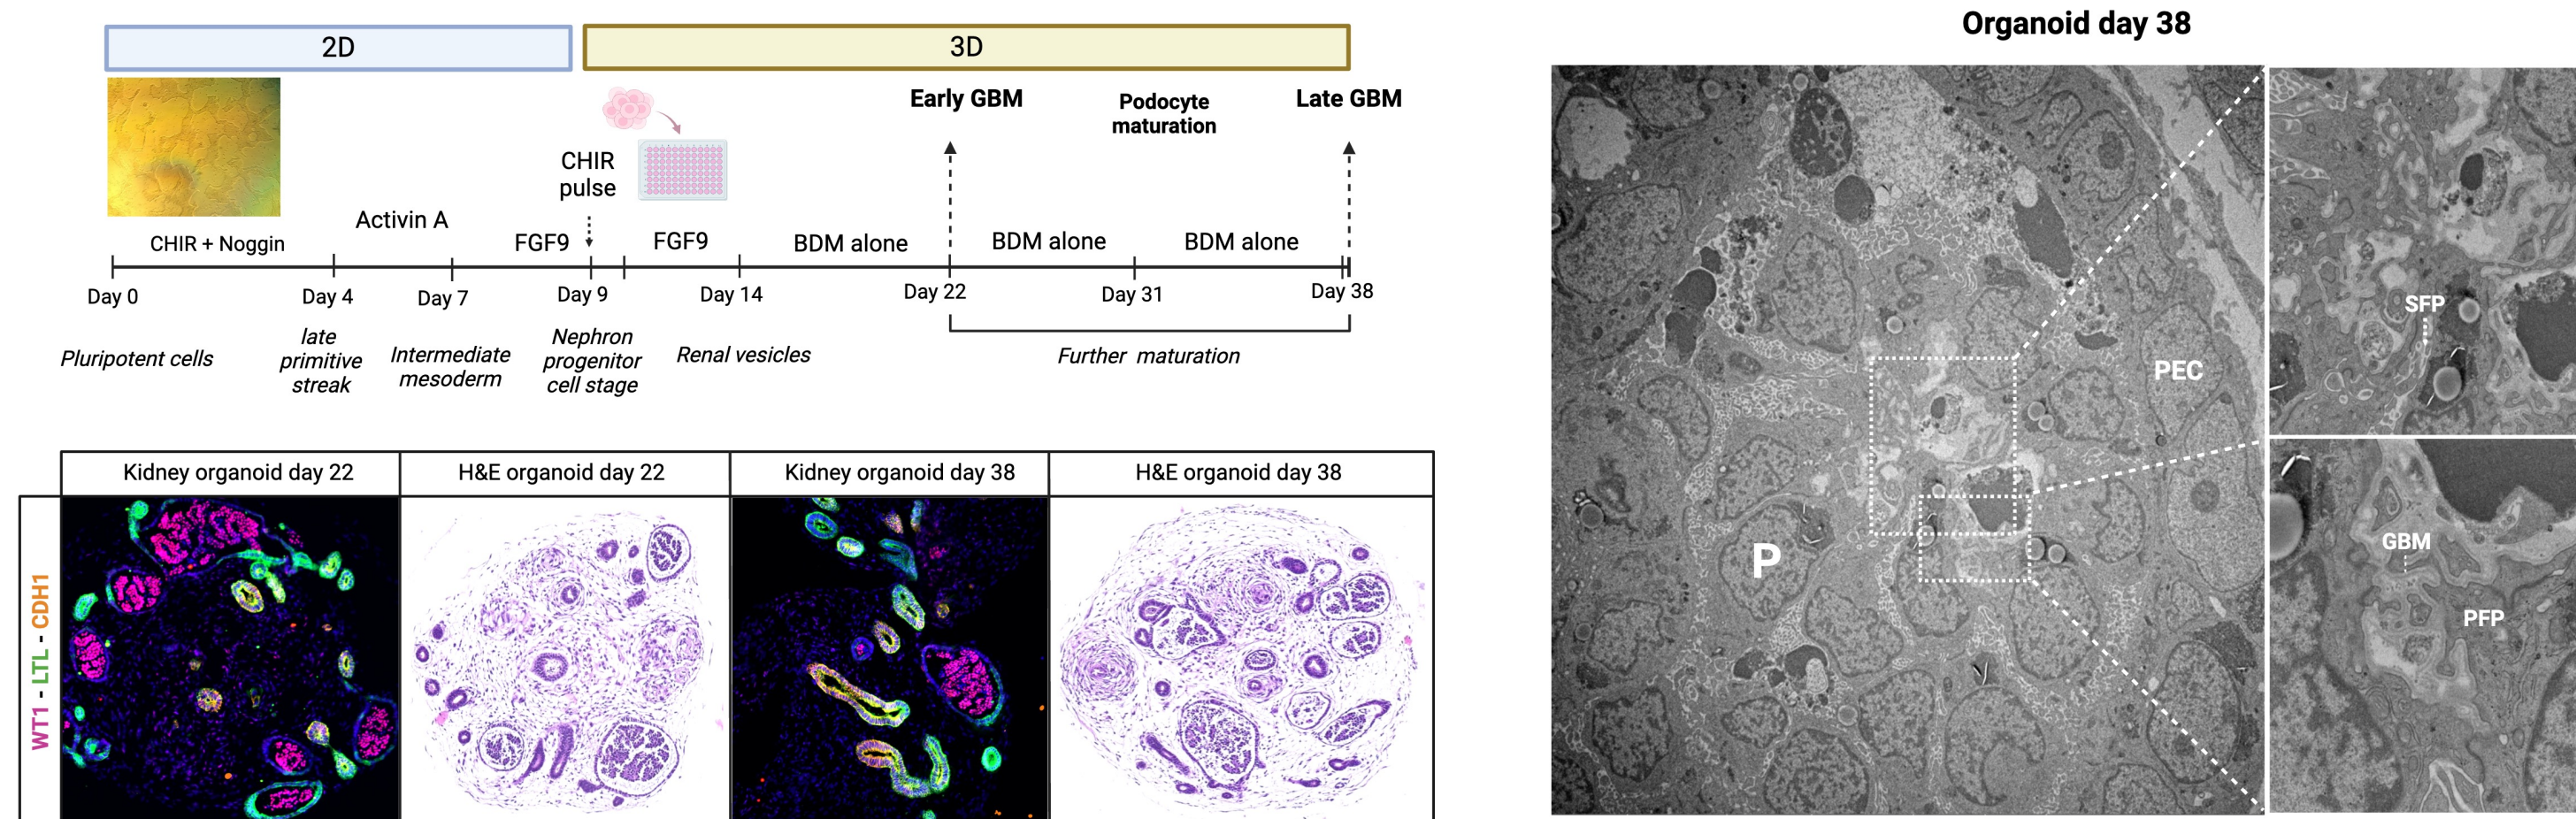 2D
3D
Early GBM
Podocyte
maturation
Late GBM
CHIR
pulse
Activin A
CHIR + Noggin
FGF9
FGF9
BDM alone
BDM alone
BDM alone
Day 0
Day 4
Day 7
Day 9
Day 14
Day 22
Day 31
Day 38
Pluripotent cells
late
primitive
streak
Intermediate
mesoderm
Nephron
progenitor
cell stage
Renal vesicles
Further maturation
Kidney organoid day 22
H&E organoid day 22
Kidney organoid day 38
H&E organoid day 38
WT1 - LTL - CDH1
Organoid day 38
PEC
P
SFP
GBM
PFP